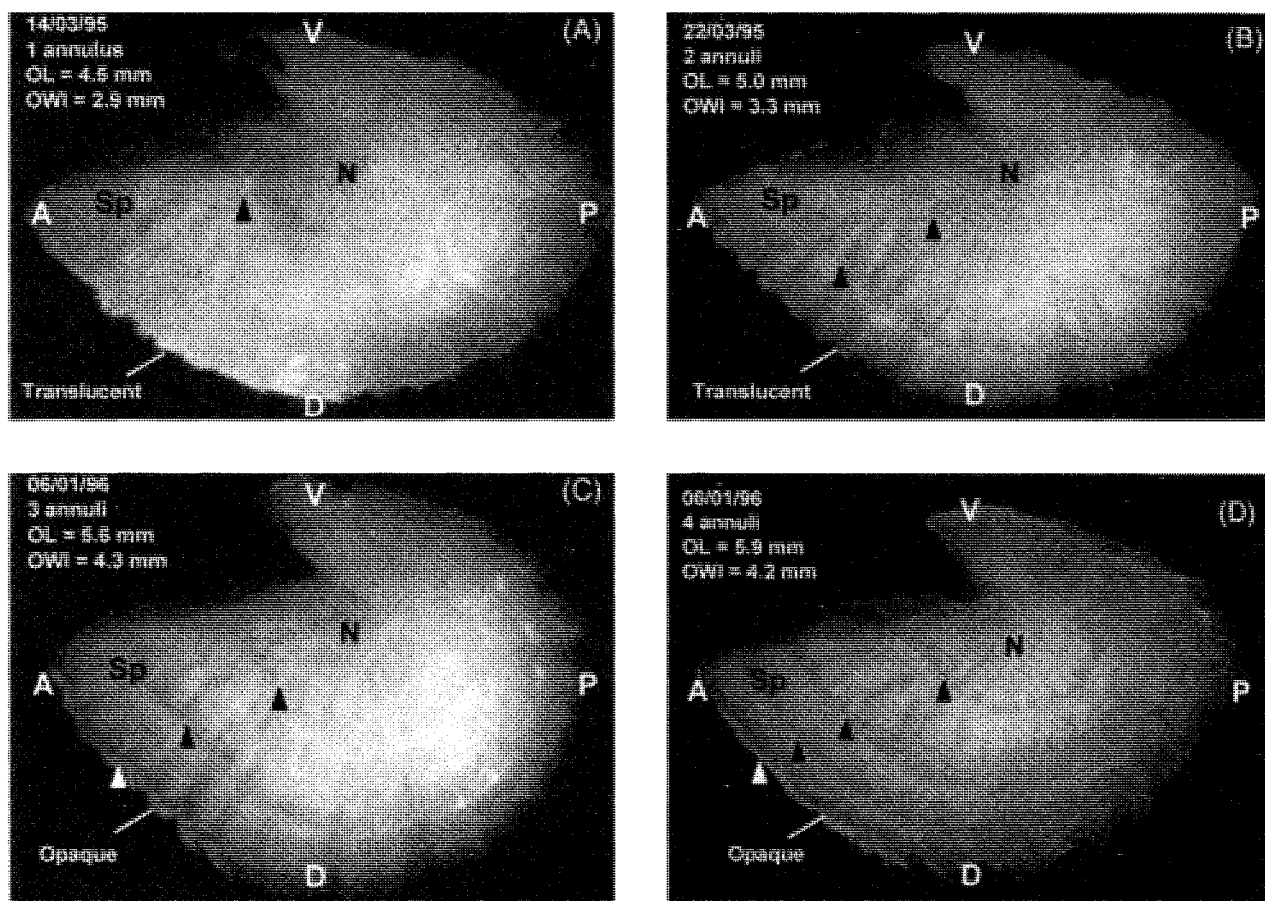 14/03/95
1 annulus
OL = 4.5 mm
OWI = 2.9 mm
(A)
V
N
Sp
A
P
Translucent
D
22/03/95
2 annuli
OL = 5.0 mm
OWI = 3.3 mm
(B)
V
N
Sp
A
P
Translucent
D
06/01/96
3 annuli
OL = 5.6 mm
OWI = 4.3 mm
(C)
V
N
Sp
A
P
Opaque
D
06/01/96
4 annuli
OL = 5.9 mm
OWI = 4.2 mm
(D)
V
N
Sp
A
P
Opaque
D